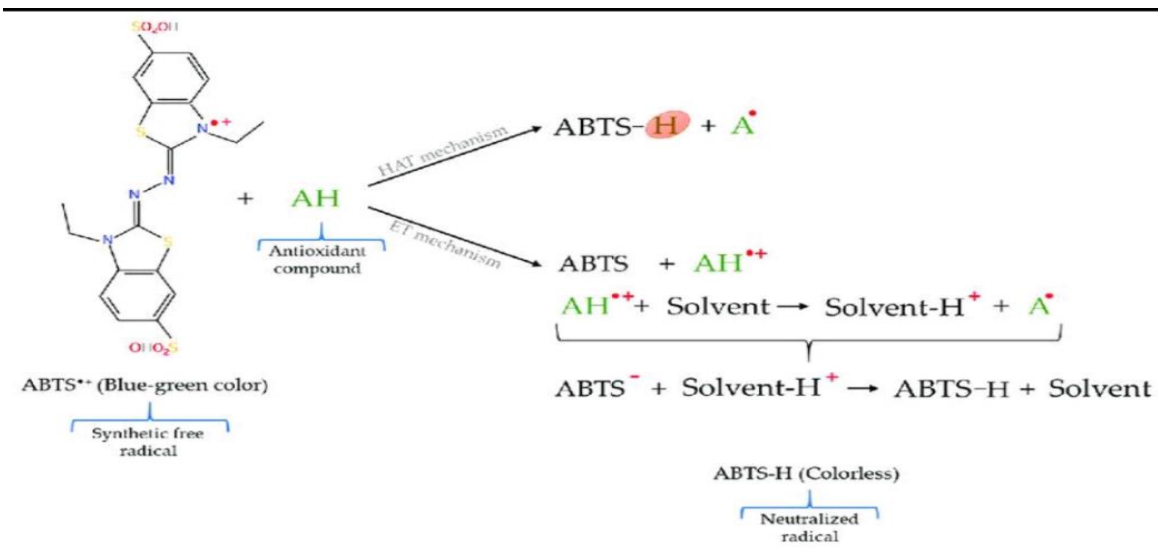 SO₂OH
S
N•+
N
N
N
S
OHO₂S
+ AH
Antioxidant
compound
HAT mechanism
ET mechanism
ABTS-H + A•
ABTS + AH•+
AH•+ + Solvent → Solvent-H+ + A•
ABTS- + Solvent-H+ → ABTS-H + Solvent
ABTS•+ (Blue-green color)
Synthetic free
radical
ABTS-H (Colorless)
Neutralized
radical